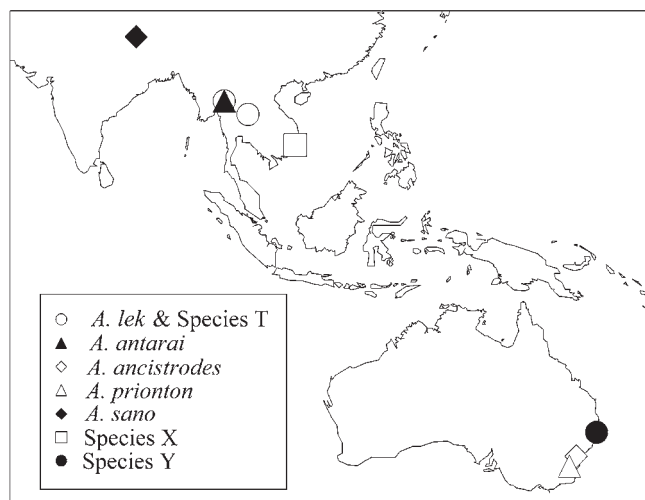 A. lek & Species T
A. antarai
A. ancistrodes
A. prionton
A. sano
Species X
Species Y